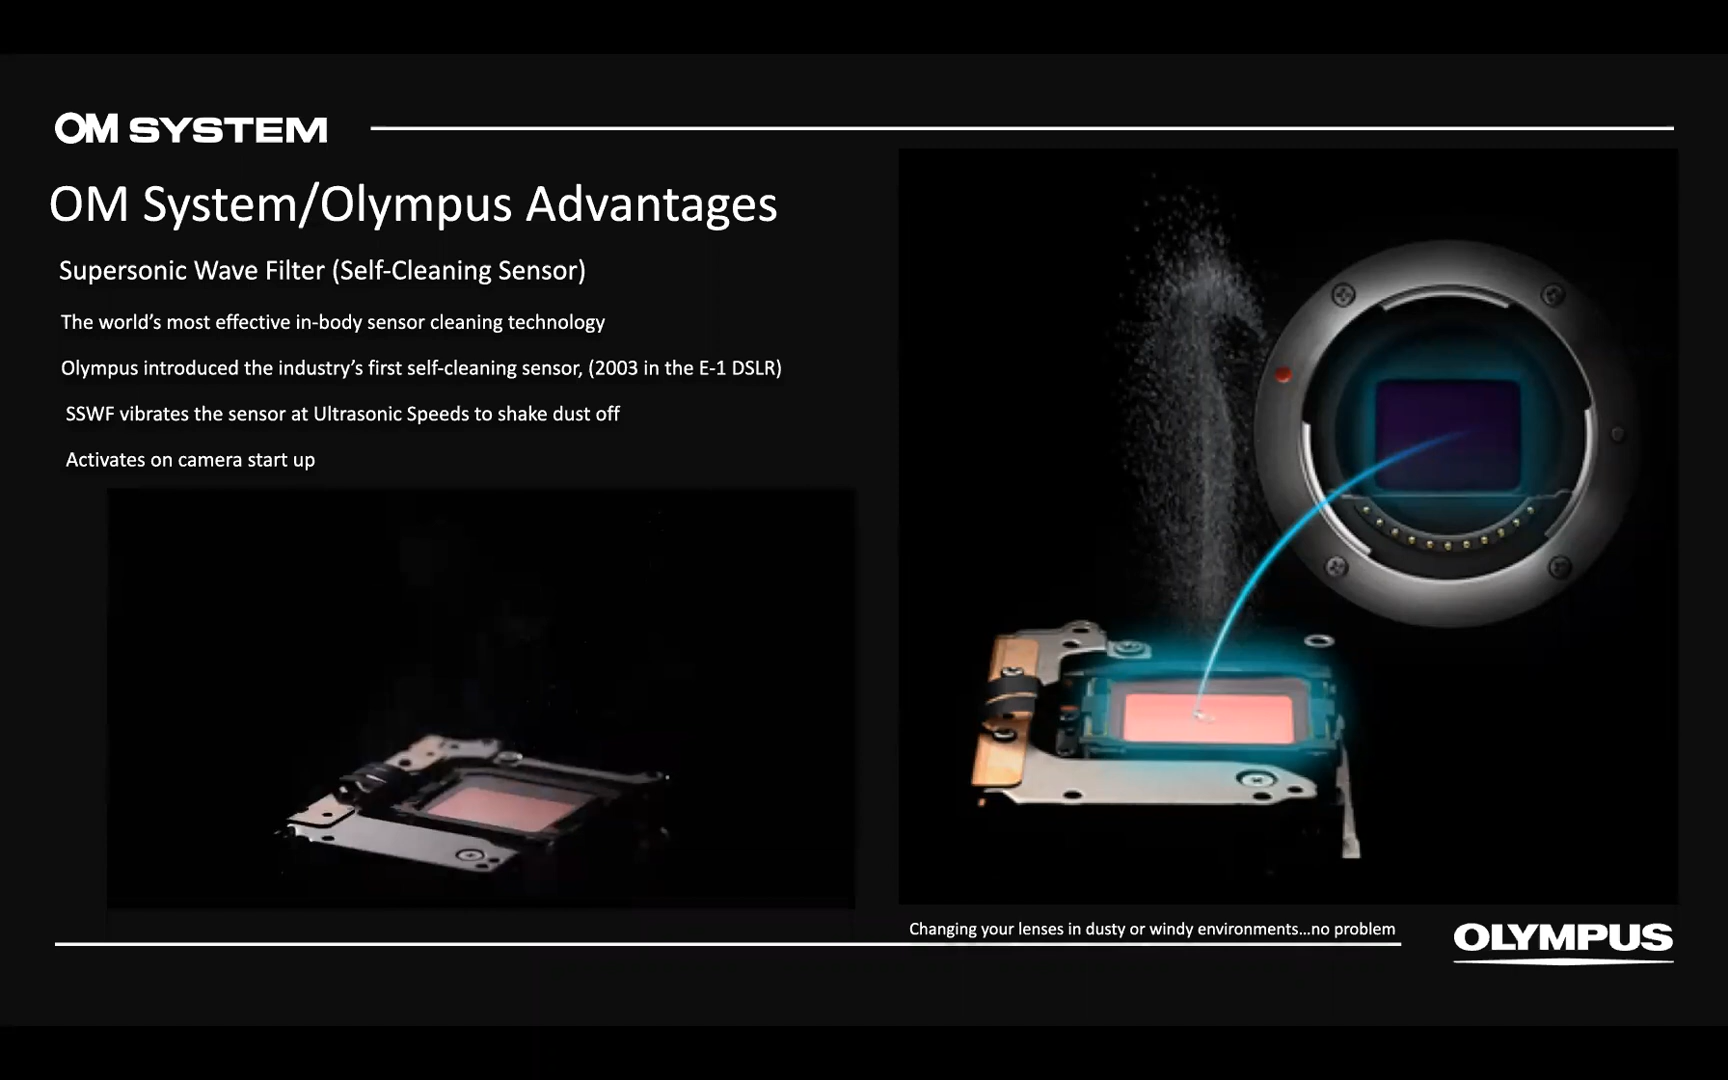 OM SYSTEM
OM System/Olympus Advantages
Supersonic Wave Filter (Self-Cleaning Sensor)
The world’s most effective in-body sensor cleaning technology
Olympus introduced the industry’s first self-cleaning sensor, (2003 in the E-1 DSLR)
SSWF vibrates the sensor at Ultrasonic Speeds to shake dust off
Activates on camera start up
Changing your lenses in dusty or windy environments...no problem
OLYMPUS